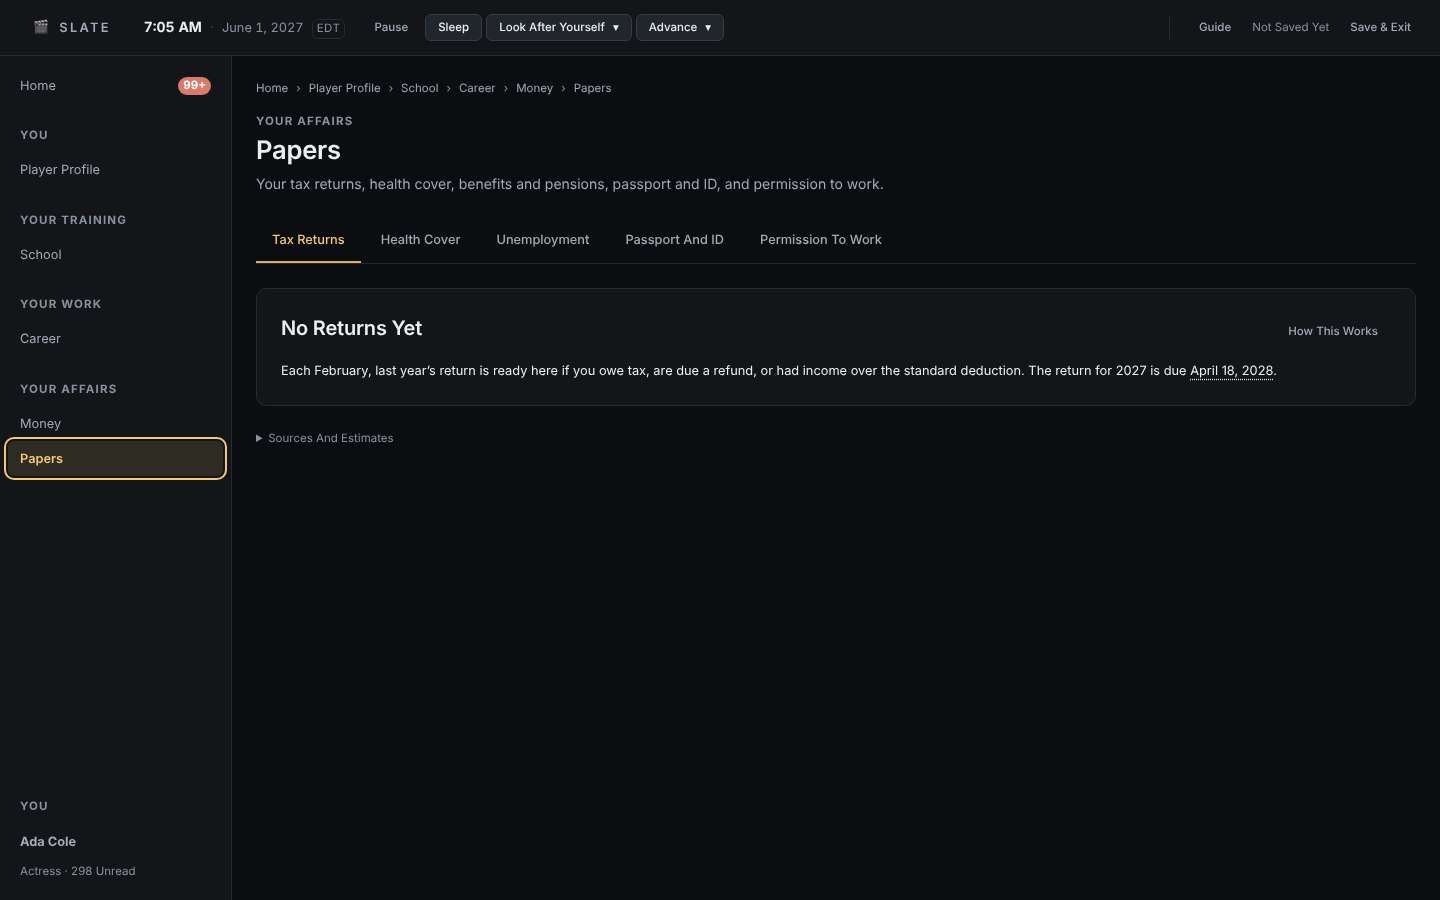 SLATE
7:05 AM · June 1, 2027 EDT
Pause
Sleep
Look After Yourself ▾
Advance ▾
Guide
Not Saved Yet
Save & Exit
Home 99+
YOU
Player Profile
YOUR TRAINING
School
YOUR WORK
Career
YOUR AFFAIRS
Money
Papers
YOU
Ada Cole
Actress · 298 Unread
Home › Player Profile › School › Career › Money › Papers
YOUR AFFAIRS
Papers
Your tax returns, health cover, benefits and pensions, passport and ID, and permission to work.
Tax Returns
Health Cover
Unemployment
Passport And ID
Permission To Work
No Returns Yet
How This Works
Each February, last year’s return is ready here if you owe tax, are due a refund, or had income over the standard deduction. The return for 2027 is due April 18, 2028.
▶ Sources And Estimates